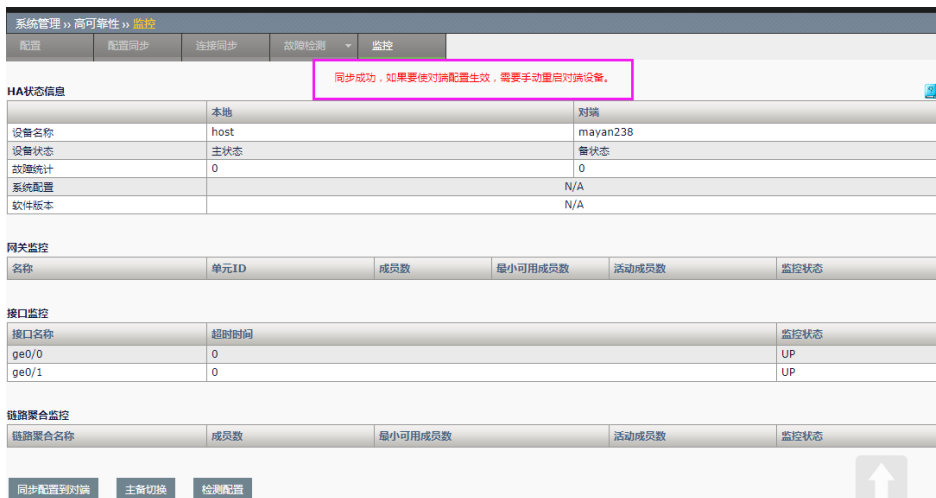 系统管理 » 高可靠性 » 监控
配置 配置同步 连接同步 故障检测 监控
同步成功，如果要使对端配置生效，需要手动重启对端设备。
HA状态信息
本地 对端
设备名称 host mayan238
设备状态 主状态 备状态
故障统计 0 0
系统配置 N/A
软件版本 N/A
网关监控
名称 单元ID 成员数 最小可用成员数 活动成员数 监控状态
接口监控
接口名称 超时时间 监控状态
ge0/0 0 UP
ge0/1 0 UP
链路聚合监控
链路聚合名称 成员数 最小可用成员数 活动成员数 监控状态
同步配置到对端 主备切换 检测配置